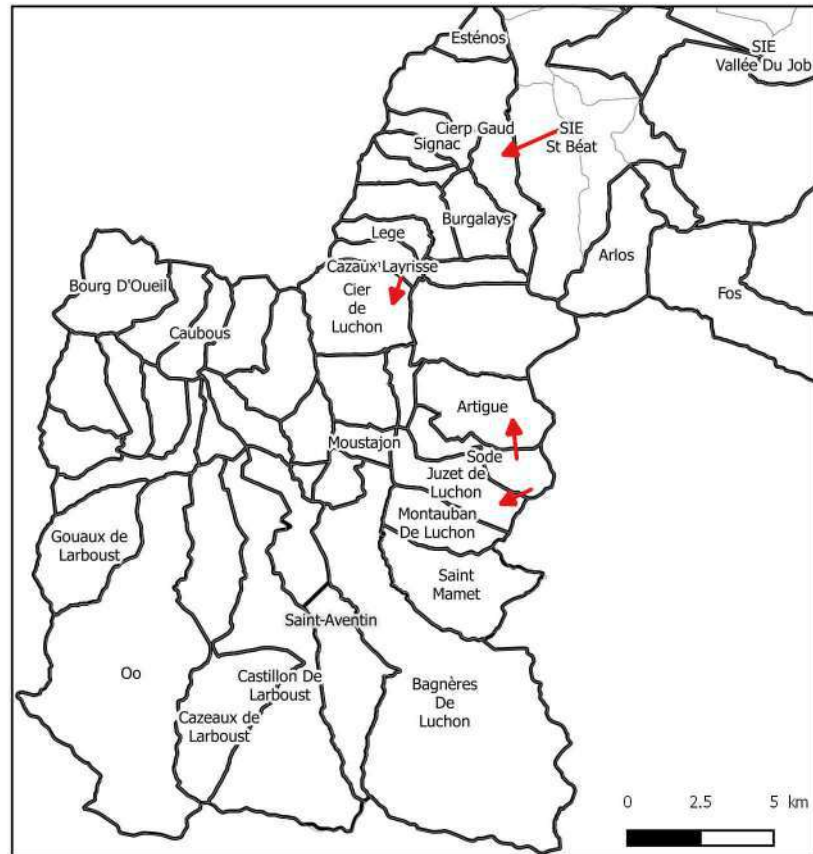 Esténos
SIE
Vallée Du Job
Cierp Gaud
SIE
St Béat
Signac
Burgalays
Lege
Arlos
Cazaux Layrisse
Bourg D'Oueil
Cier
de
Luchon
Fos
Caubous
Artigue
Moustajon
Sode
Juzet de
Luchon
Montauban
De Luchon
Gouaux de
Larboust
Saint
Mamet
Saint-Aventin
Oo
Castillon De
Larboust
Bagnères
De
Luchon
Cazeaux de
Larboust
0 2.5 5 km